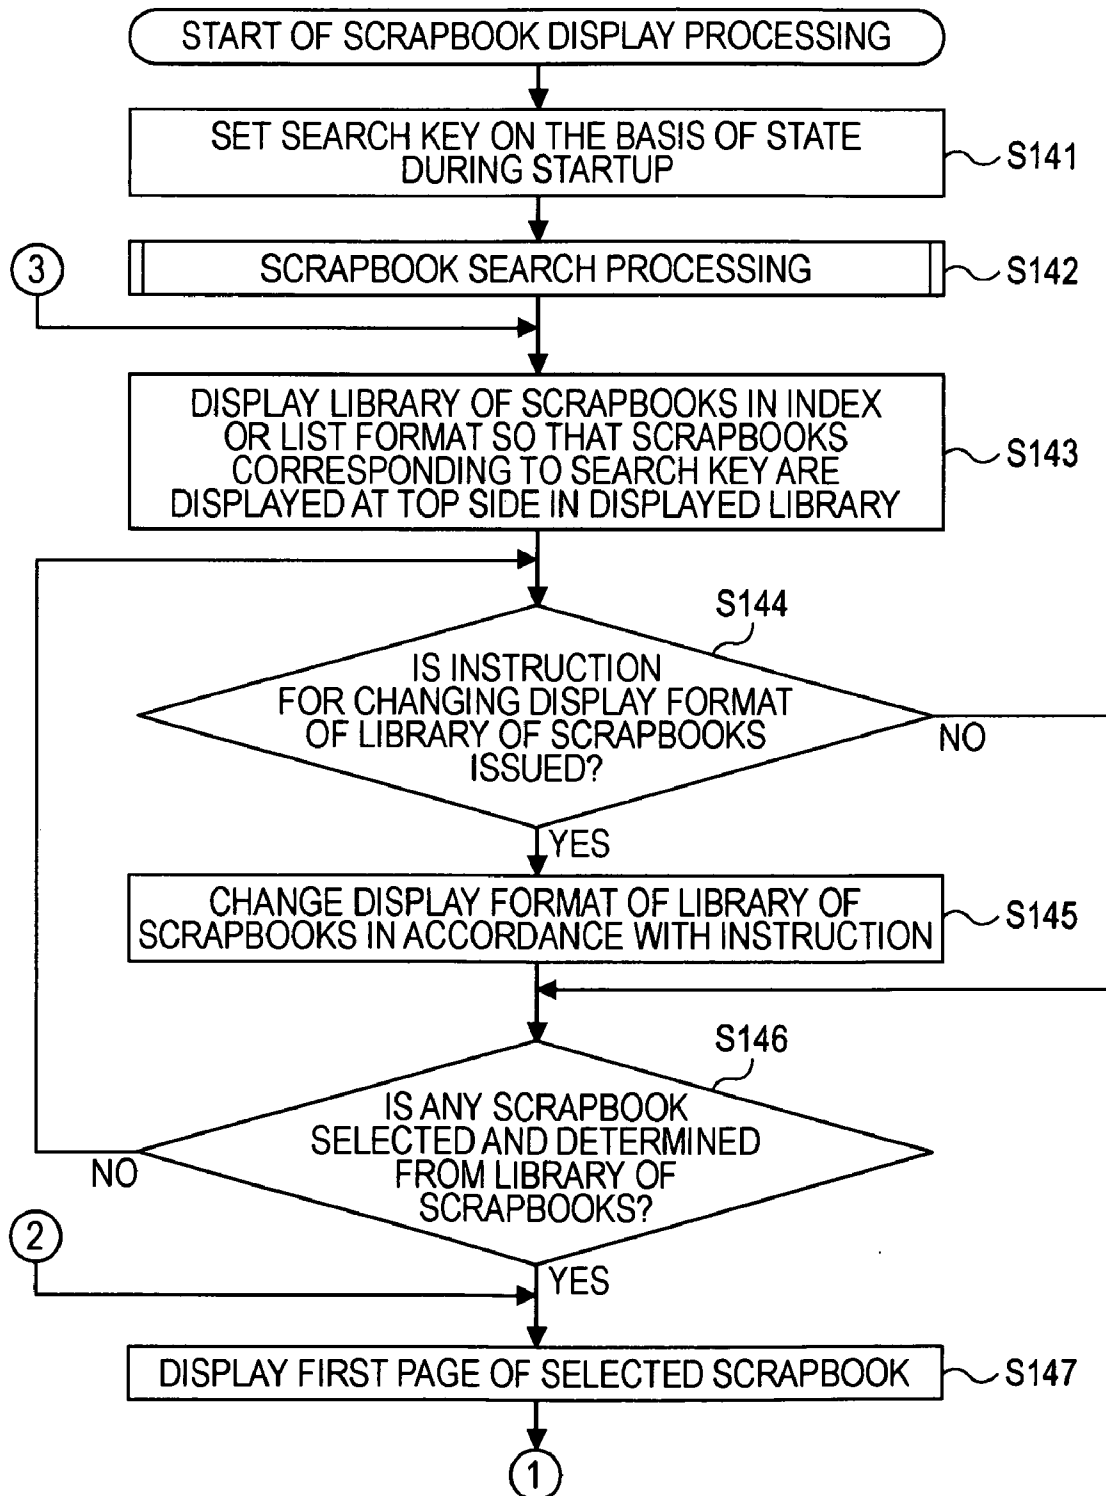 START OF SCRAPBOOK DISPLAY PROCESSING
SET SEARCH KEY ON THE BASIS OF STATE
DURING STARTUP
S141
3
SCRAPBOOK SEARCH PROCESSING
S142
DISPLAY LIBRARY OF SCRAPBOOKS IN INDEX
OR LIST FORMAT SO THAT SCRAPBOOKS
CORRESPONDING TO SEARCH KEY ARE
DISPLAYED AT TOP SIDE IN DISPLAYED LIBRARY
S143
S144
IS INSTRUCTION
FOR CHANGING DISPLAY FORMAT
OF LIBRARY OF SCRAPBOOKS
ISSUED?
NO
YES
CHANGE DISPLAY FORMAT OF LIBRARY OF
SCRAPBOOKS IN ACCORDANCE WITH INSTRUCTION
S145
S146
IS ANY SCRAPBOOK
SELECTED AND DETERMINED
FROM LIBRARY OF
SCRAPBOOKS?
NO
2
YES
DISPLAY FIRST PAGE OF SELECTED SCRAPBOOK
S147
1